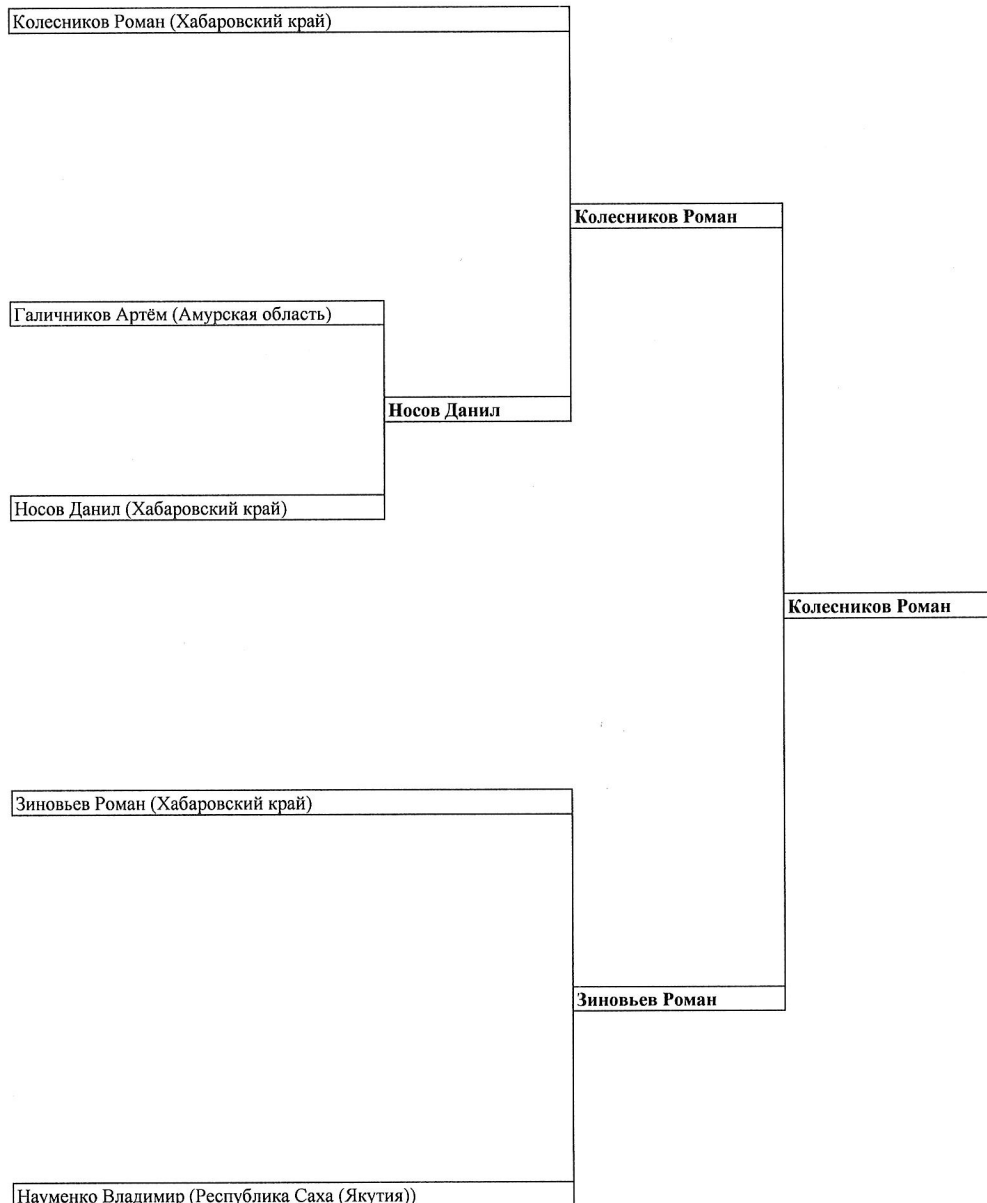 Колесников Роман (Хабаровский край)
Колесников Роман
Галичников Артём (Амурская область)
Носов Данил
Носов Данил (Хабаровский край)
Колесников Роман
Зиновьев Роман (Хабаровский край)
Зиновьев Роман
Науменко Владимир (Республика Саха (Якутия))